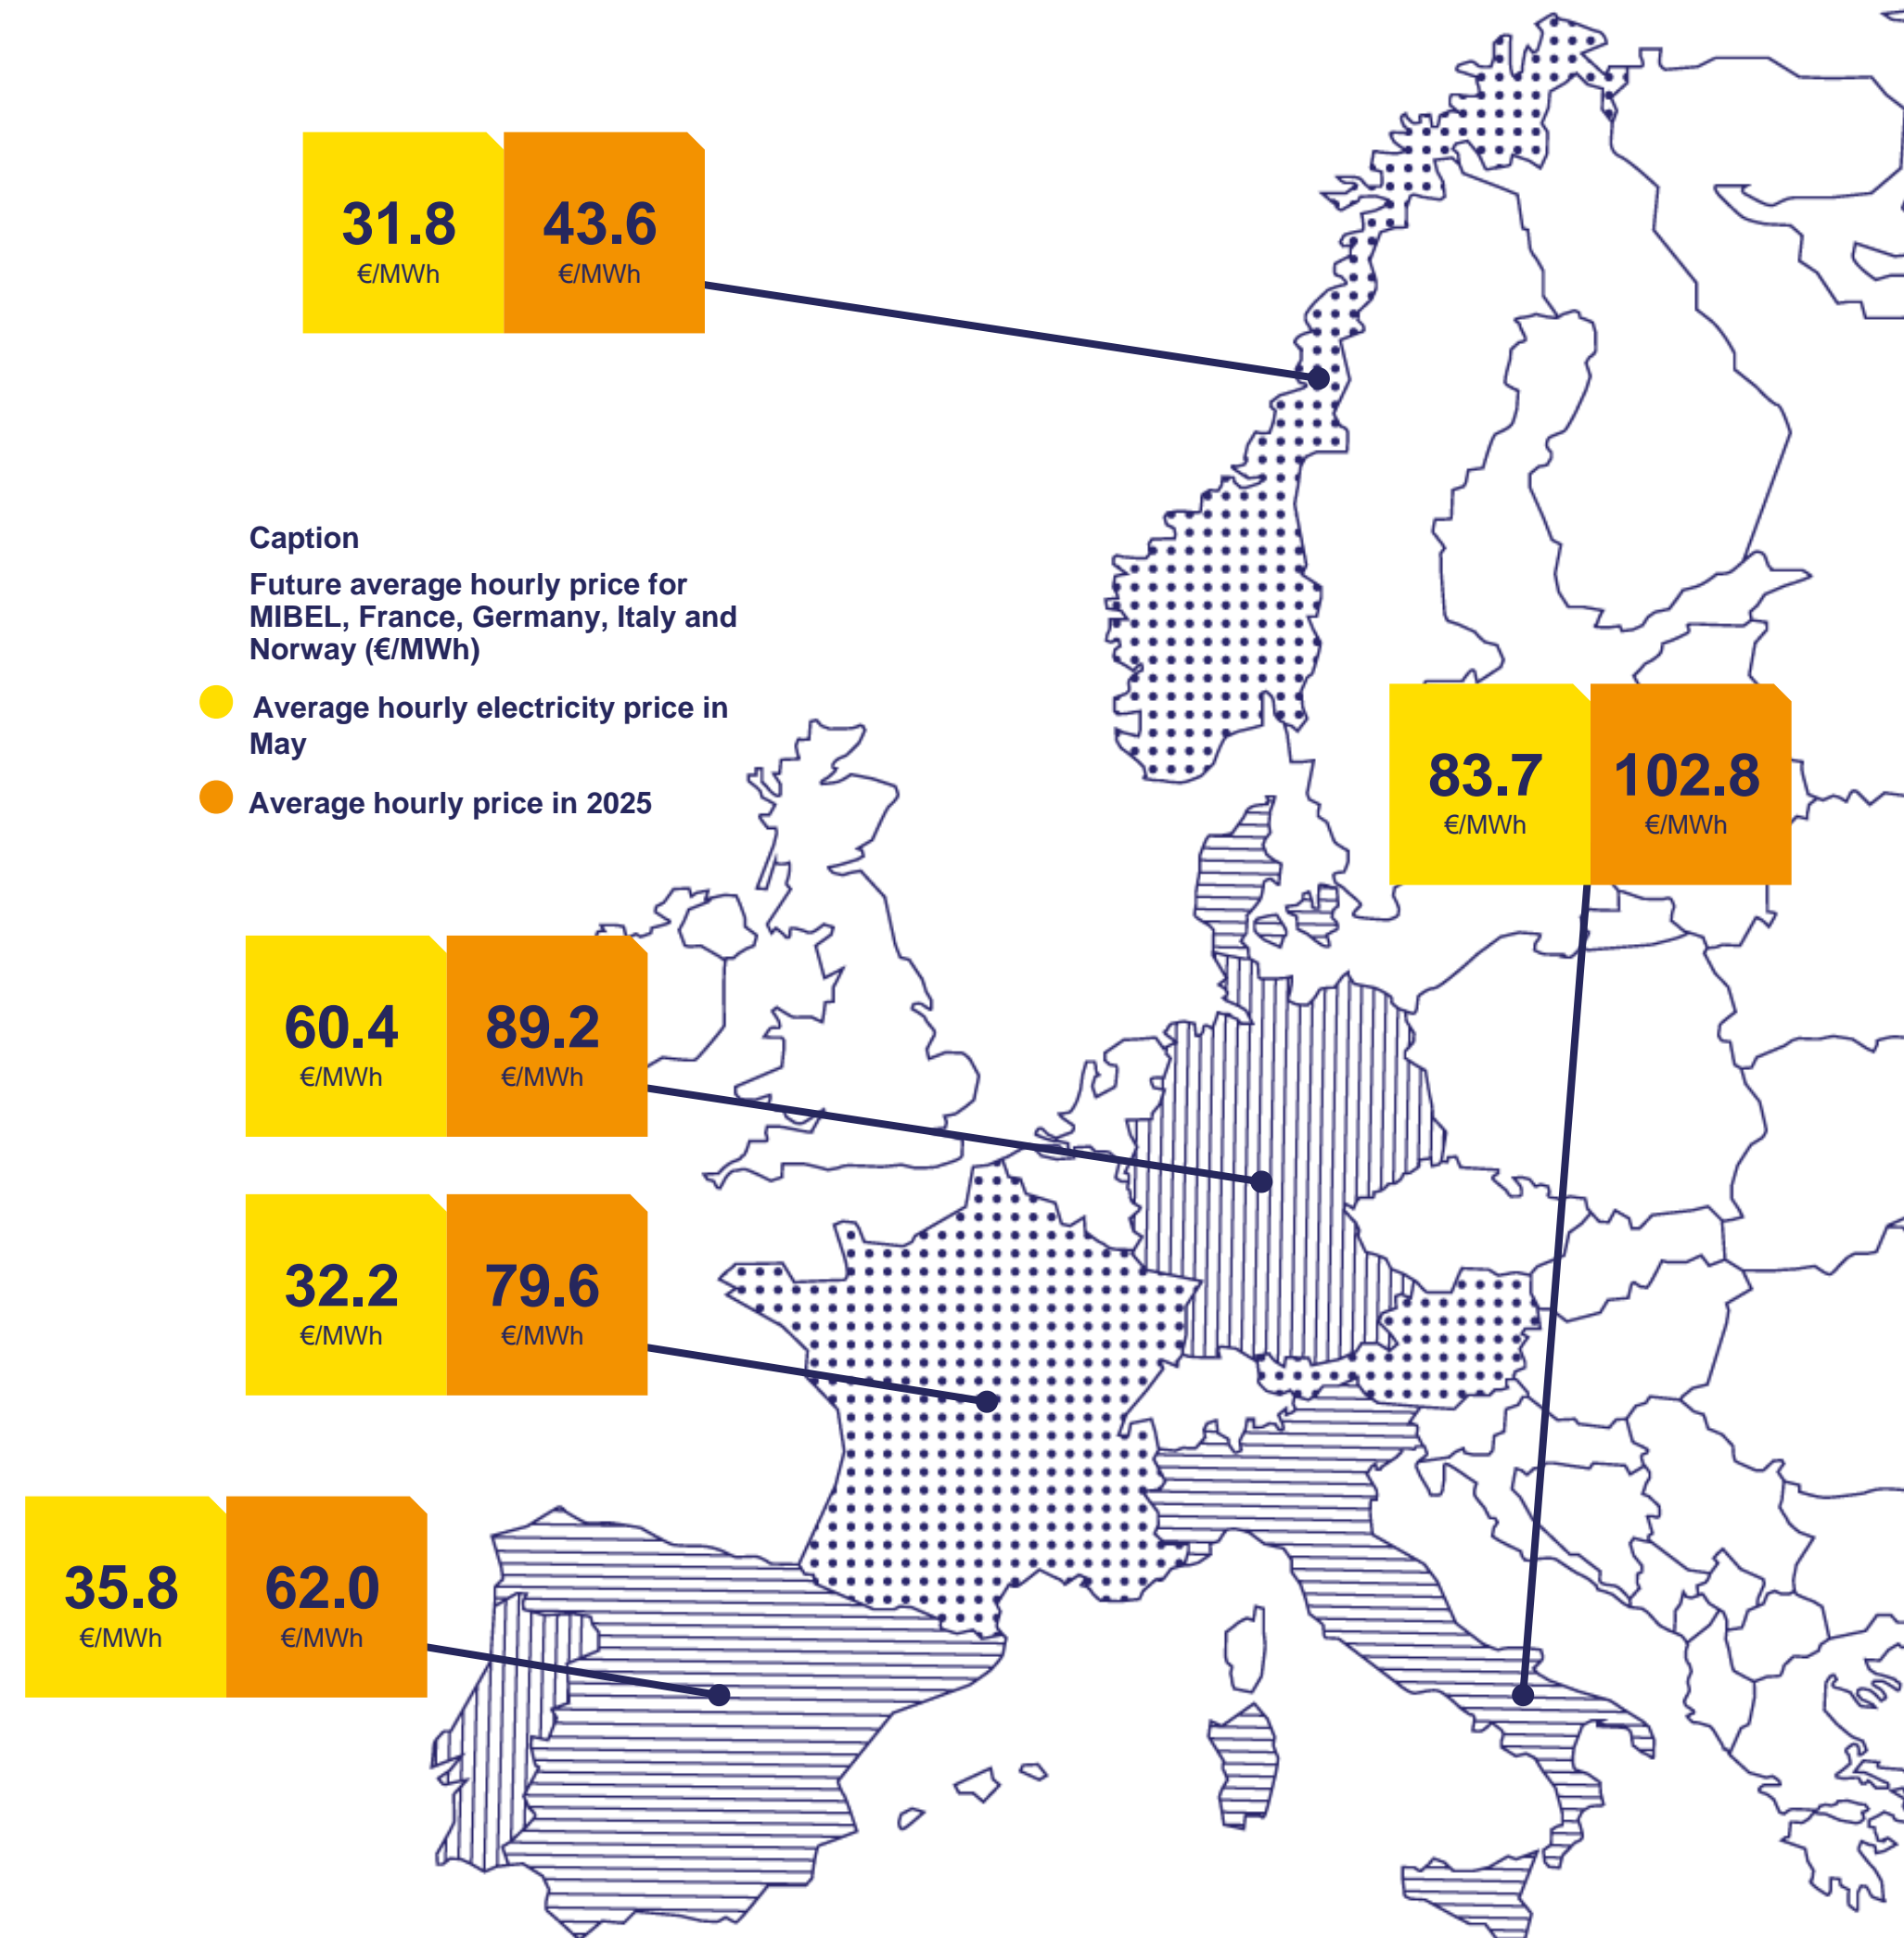 31.8 43.6
€/MWh €/MWh
Caption
Future average hourly price for
MIBEL, France, Germany, Italy and
Norway (€/MWh)
Average hourly electricity price in
May
Average hourly price in 2025
83.7 102.8
€/MWh €/MWh
60.4 89.2
€/MWh €/MWh
32.2 79.6
€/MWh €/MWh
35.8 62.0
€/MWh €/MWh